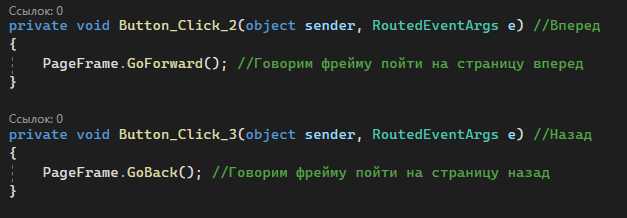 Ссылок: 0
private void Button_Click_2(object sender, RoutedEventArgs e) //Вперед
{
PageFrame.GoForward(); //Говорим фрейму пойти на страницу вперед
}
Ссылок: 0
private void Button_Click_3(object sender, RoutedEventArgs e) //Назад
{
PageFrame.GoBack(); //Говорим фрейму пойти на страницу назад
}